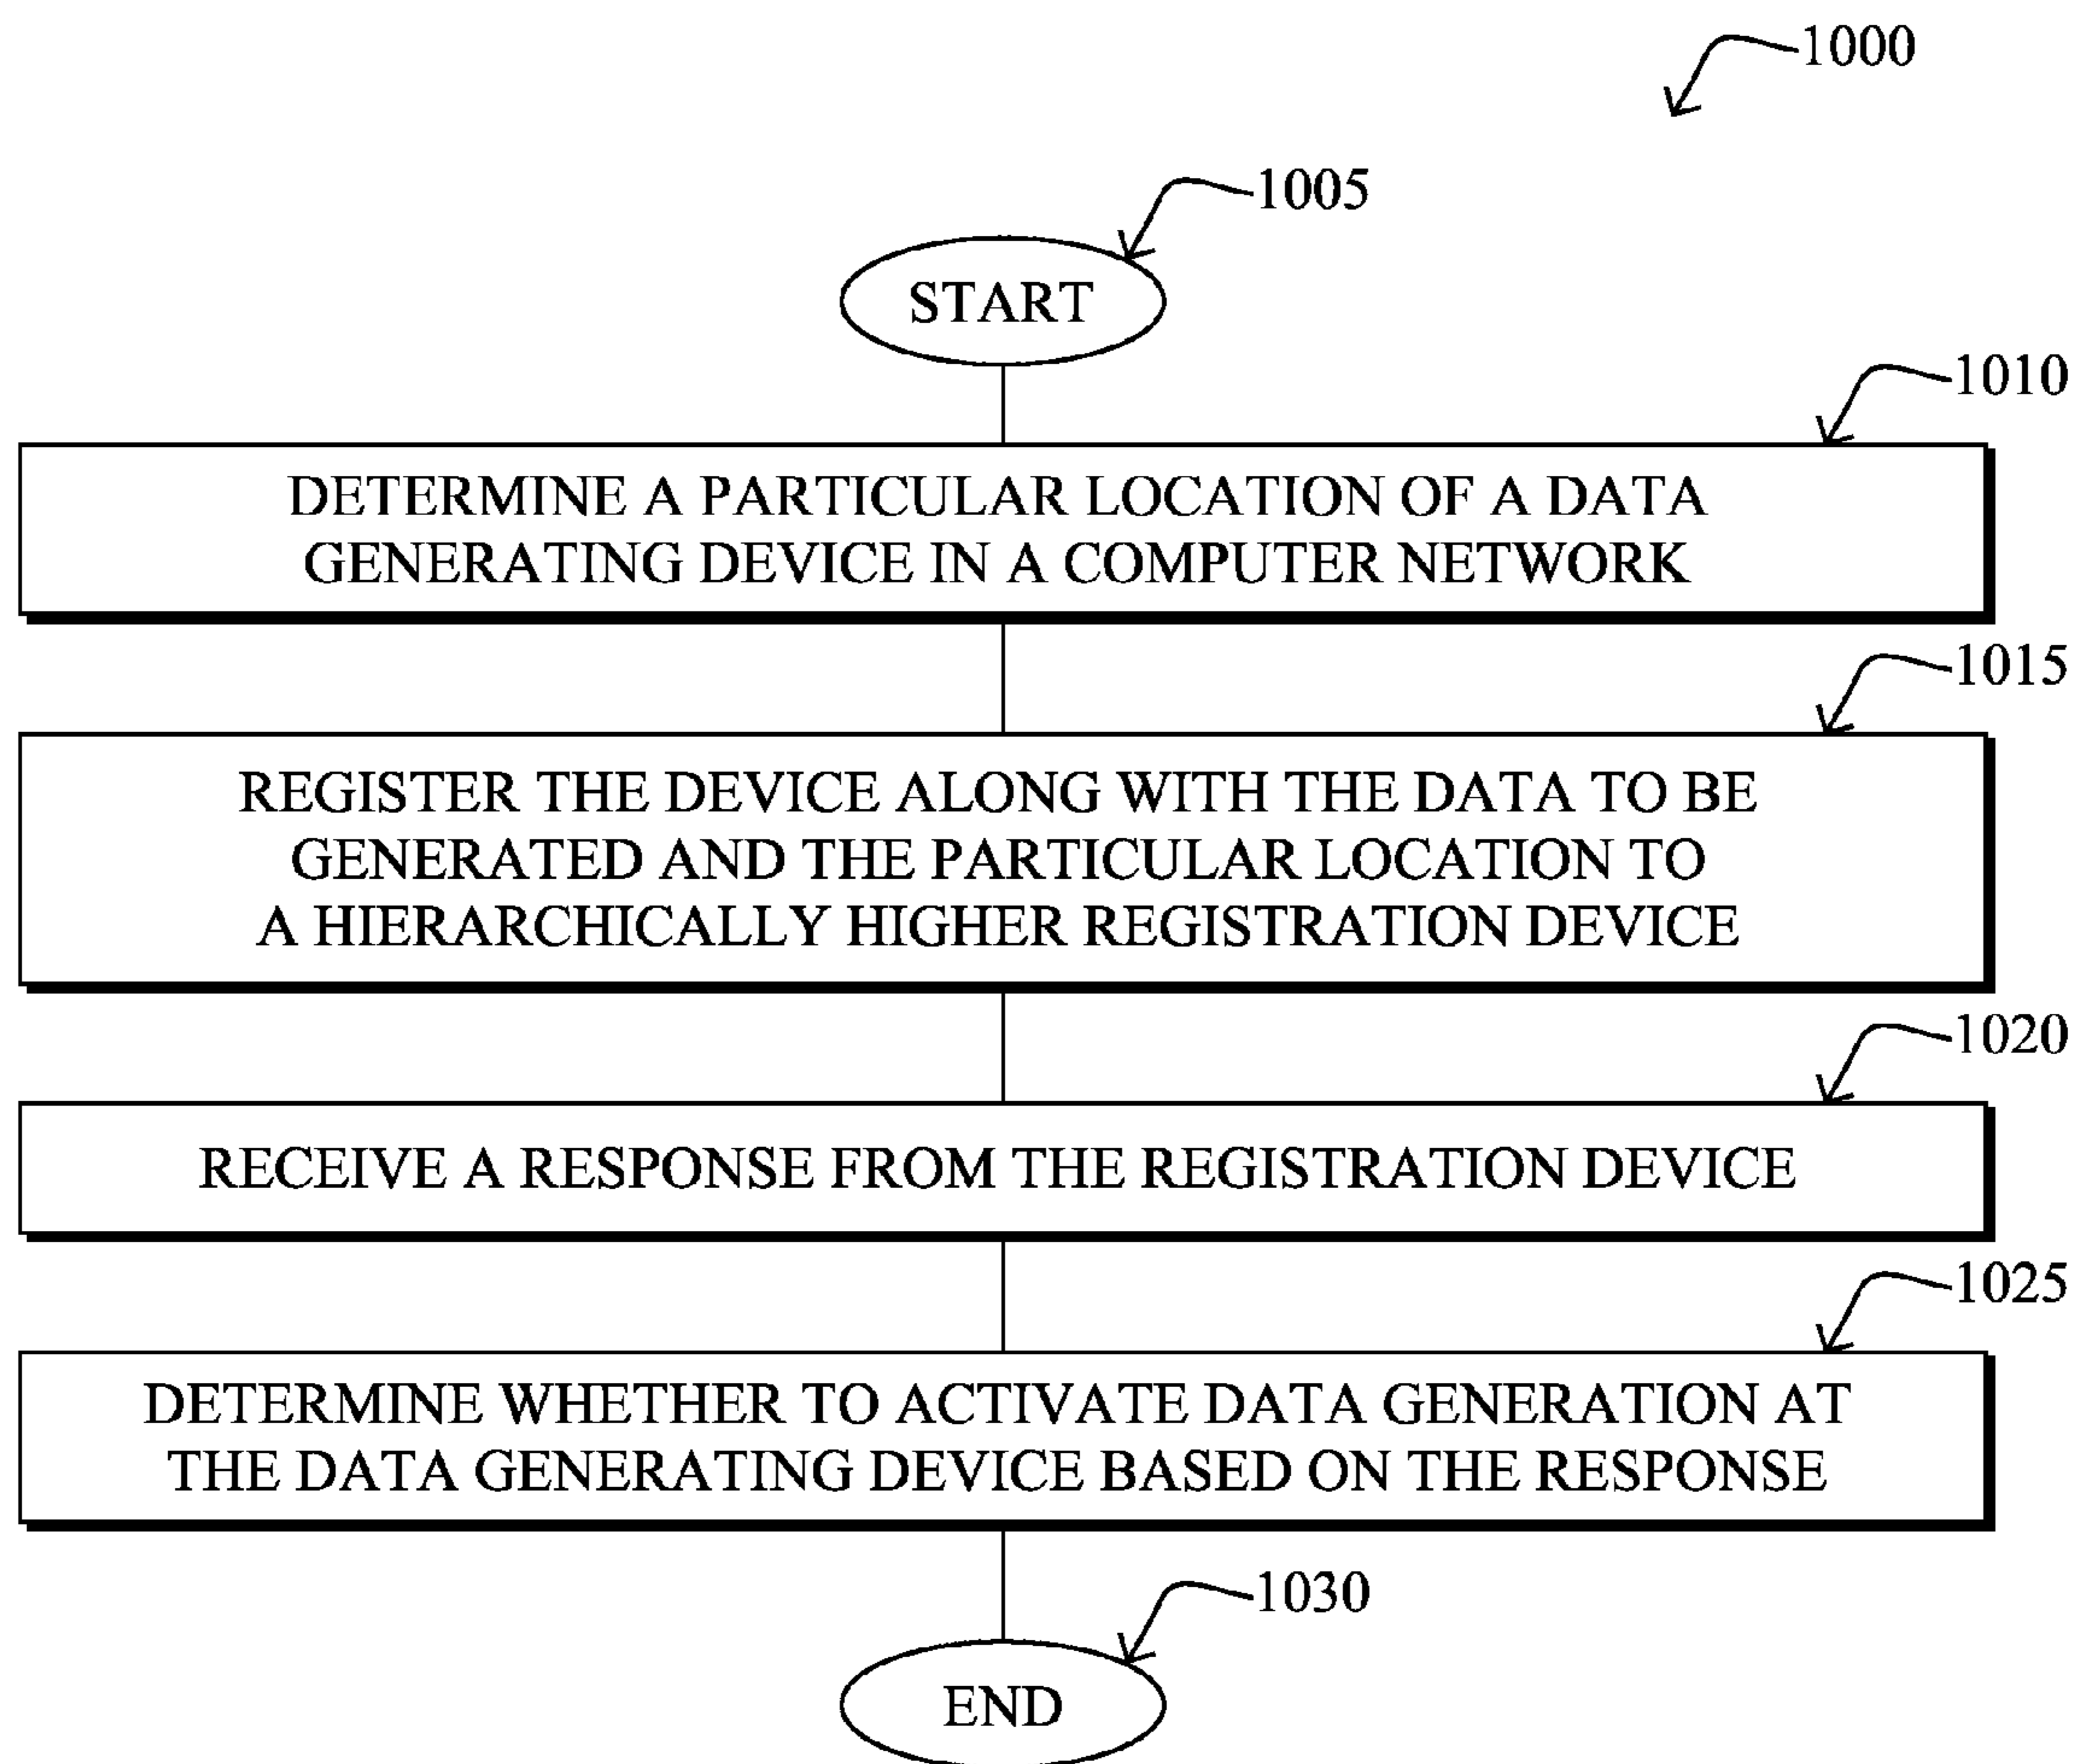 1000
1005
START
1010
DETERMINE A PARTICULAR LOCATION OF A DATA
GENERATING DEVICE IN A COMPUTER NETWORK
1015
REGISTER THE DEVICE ALONG WITH THE DATA TO BE
GENERATED AND THE PARTICULAR LOCATION TO
A HIERARCHICALLY HIGHER REGISTRATION DEVICE
1020
RECEIVE A RESPONSE FROM THE REGISTRATION DEVICE
1025
DETERMINE WHETHER TO ACTIVATE DATA GENERATION AT
THE DATA GENERATING DEVICE BASED ON THE RESPONSE
1030
END